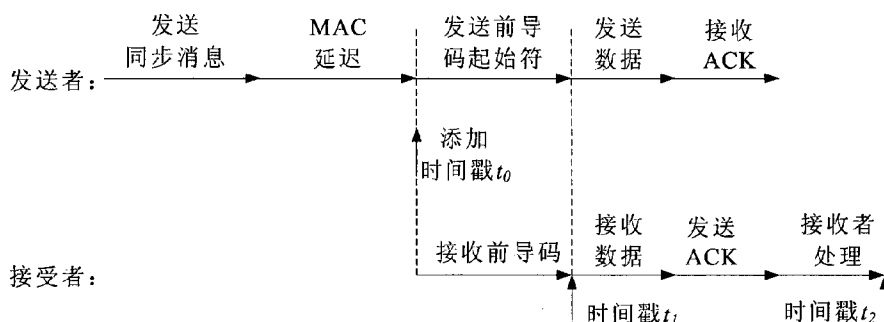 发送
同步消息
MAC
延迟
发送前导
码起始符
发送
数据
接收
ACK
发送者：
添加
时间戳t0
接收前导码
接收
数据
发送
ACK
接收者
处理
接受者：
时间戳t1
时间戳t2